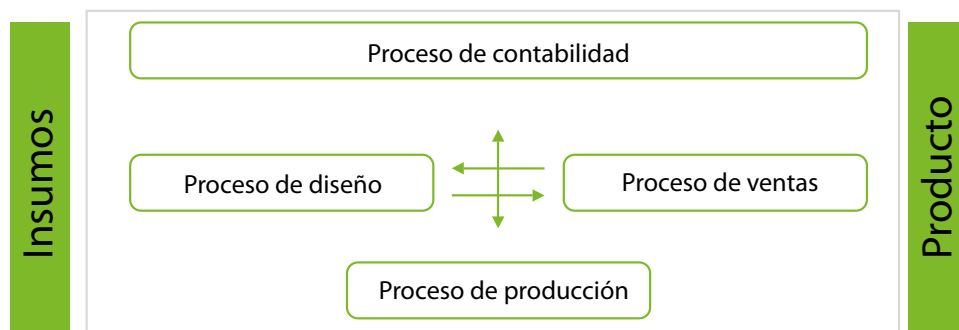 Insumos
Proceso de contabilidad
Proceso de diseño
Proceso de ventas
Proceso de producción
Producto